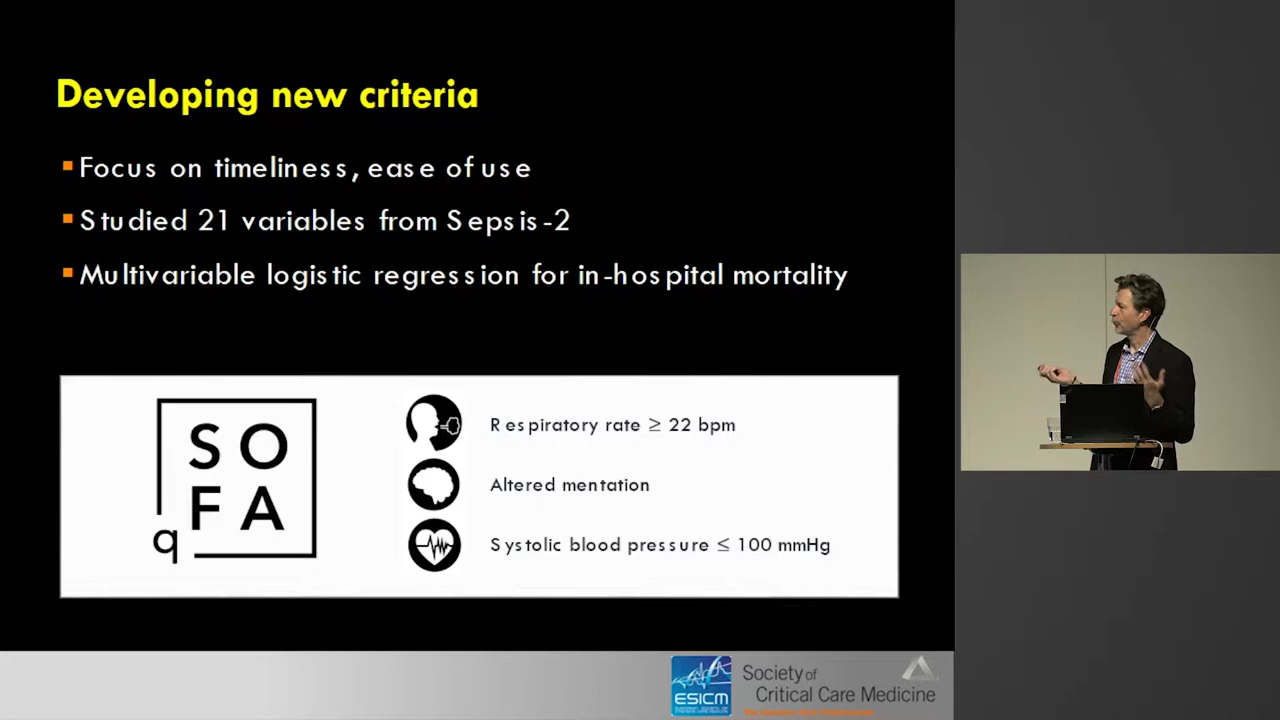 Developing new criteria
Focus on timeliness, ease of use
Studied 21 variables from Sepsis-2
Multivariable logistic regression for in-hospital mortality
SO
FA
q
Respiratory rate ≥ 22 bpm
Altered mentation
Systolic blood pressure ≤ 100 mmHg
ESICM
Society of
Critical Care Medicine